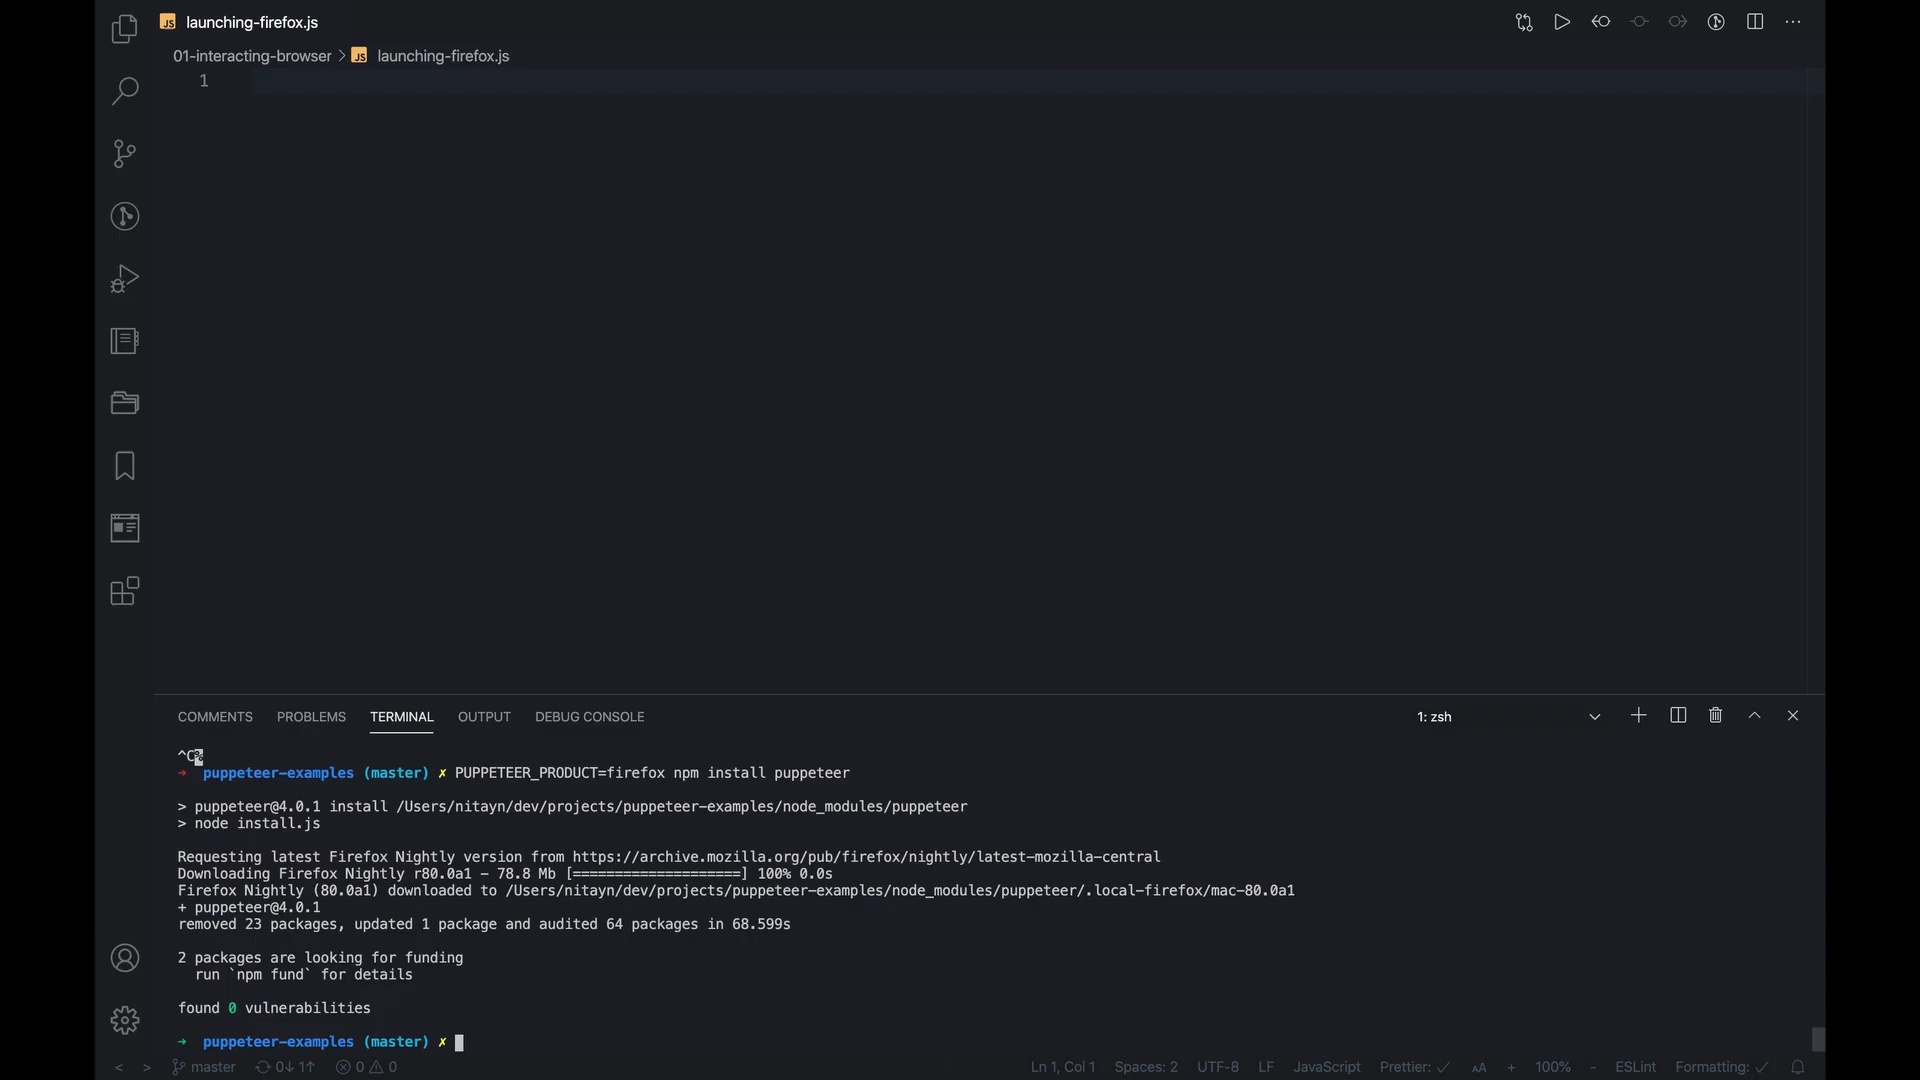 JS launching-firefox.js
01-interacting-browser > JS launching-firefox.js
1
COMMENTS PROBLEMS TERMINAL OUTPUT DEBUG CONSOLE 1: zsh
^C%
→ puppeteer-examples (master) ✗ PUPPETEER_PRODUCT=firefox npm install puppeteer
> puppeteer@4.0.1 install /Users/nitayn/dev/projects/puppeteer-examples/node_modules/puppeteer
> node install.js
Requesting latest Firefox Nightly version from https://archive.mozilla.org/pub/firefox/nightly/latest-mozilla-central
Downloading Firefox Nightly r80.0a1 - 78.8 Mb [====================] 100% 0.0s
Firefox Nightly (80.0a1) downloaded to /Users/nitayn/dev/projects/puppeteer-examples/node_modules/puppeteer/.local-firefox/mac-80.0a1
+ puppeteer@4.0.1
removed 23 packages, updated 1 package and audited 64 packages in 68.599s
2 packages are looking for funding
run `npm fund` for details
found 0 vulnerabilities
→ puppeteer-examples (master) ✗
< > master 0↓ 1↑ 0 0 Ln 1, Col 1 Spaces: 2 UTF-8 LF JavaScript Prettier: ✓ AA + 100% - ESLint Formatting: ✓